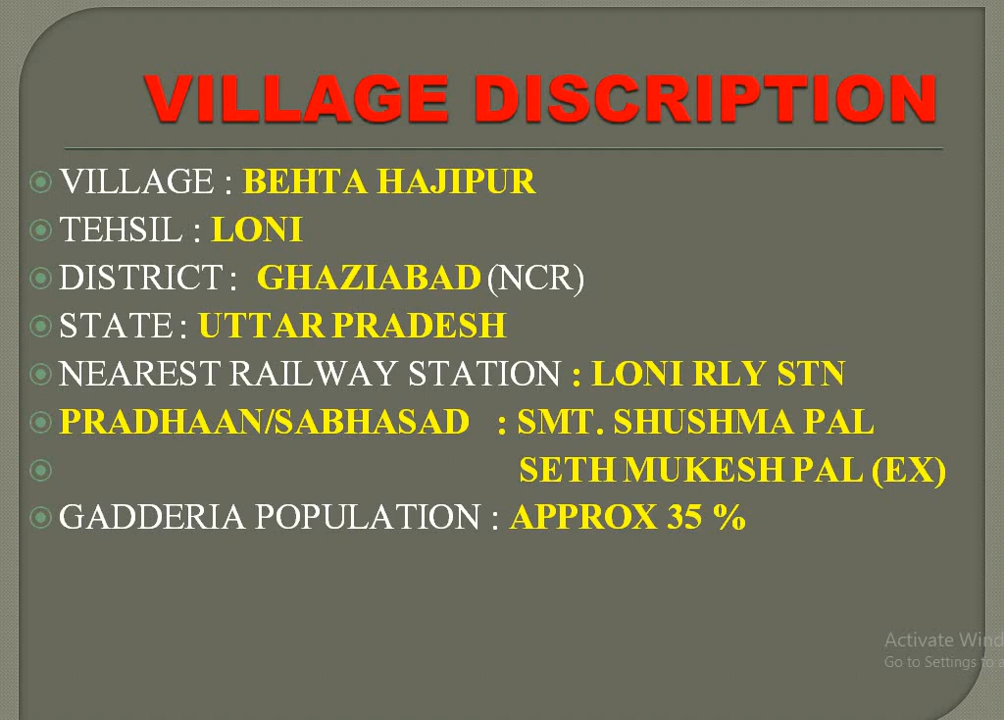 VILLAGE DISCRIPTION
VILLAGE : BEHTA HAJIPUR
TEHSIL : LONI
DISTRICT : GHAZIABAD (NCR)
STATE : UTTAR PRADESH
NEAREST RAILWAY STATION : LONI RLY STN
PRADHAAN/SABHASAD : SMT. SHUSHMA PAL
SETH MUKESH PAL (EX)
GADDERIA POPULATION : APPROX 35 %
Activate Wind
Go to Settings to a